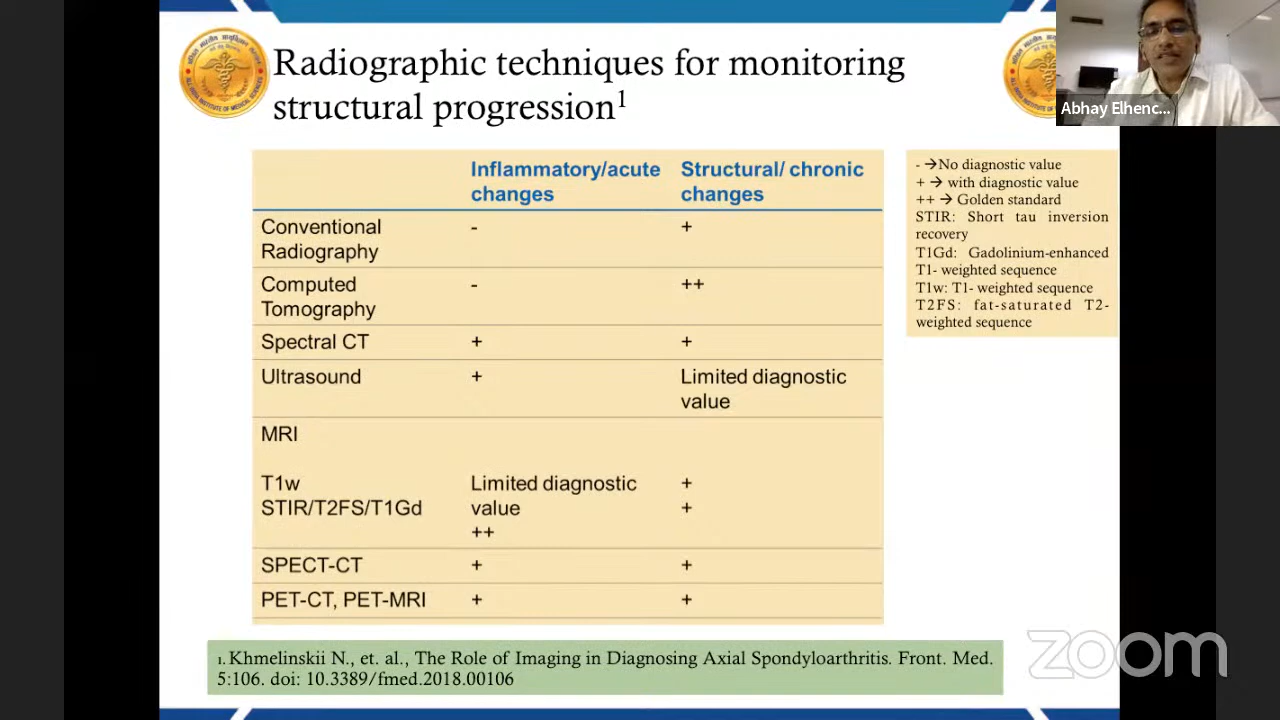 Radiographic techniques for monitoring
structural progression1
Abhay Elhenc...
Inflammatory/acute changes
Structural/ chronic changes
Conventional Radiography
-
+
Computed Tomography
-
++
Spectral CT
+
+
Ultrasound
+
Limited diagnostic value
MRI
T1w
Limited diagnostic value
+
STIR/T2FS/T1Gd
++
+
SPECT-CT
+
+
PET-CT, PET-MRI
+
+
- →No diagnostic value
+ → with diagnostic value
++ → Golden standard
STIR: Short tau inversion
recovery
T1Gd: Gadolinium-enhanced
T1- weighted sequence
T1w: T1- weighted sequence
T2FS: fat-saturated T2-
weighted sequence
1. Khmelinskii N., et. al., The Role of Imaging in Diagnosing Axial Spondyloarthritis. Front. Med.
5:106. doi: 10.3389/fmed.2018.00106
zoom